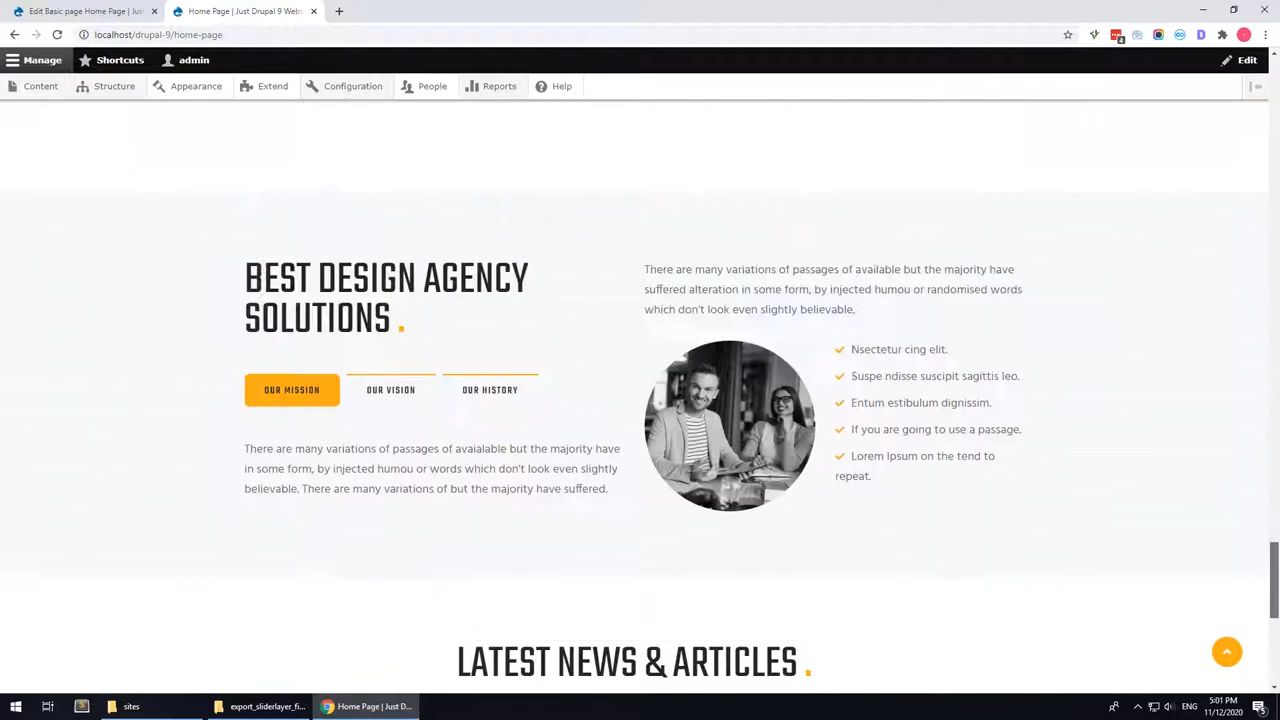 Edit Basic page Home Page | Jus
Home Page | Just Drupal 9 Webs
localhost/drupal-9/home-page
Manage
Shortcuts
admin
Edit
Content
Structure
Appearance
Extend
Configuration
People
Reports
Help
BEST DESIGN AGENCY
SOLUTIONS .
OUR MISSION
OUR VISION
OUR HISTORY
There are many variations of passages of avaialable but the majority have
in some form, by injected humou or words which don't look even slightly
believable. There are many variations of but the majority have suffered.
There are many variations of passages of available but the majority have
suffered alteration in some form, by injected humou or randomised words
which don't look even slightly believable.
Nsectetur cing elit.
Suspe ndisse suscipit sagittis leo.
Entum estibulum dignissim.
If you are going to use a passage.
Lorem Ipsum on the tend to
repeat.
LATEST NEWS & ARTICLES .
sites
export_sliderlayer_fi...
Home Page | Just D...
ENG
5:01 PM
11/12/2020